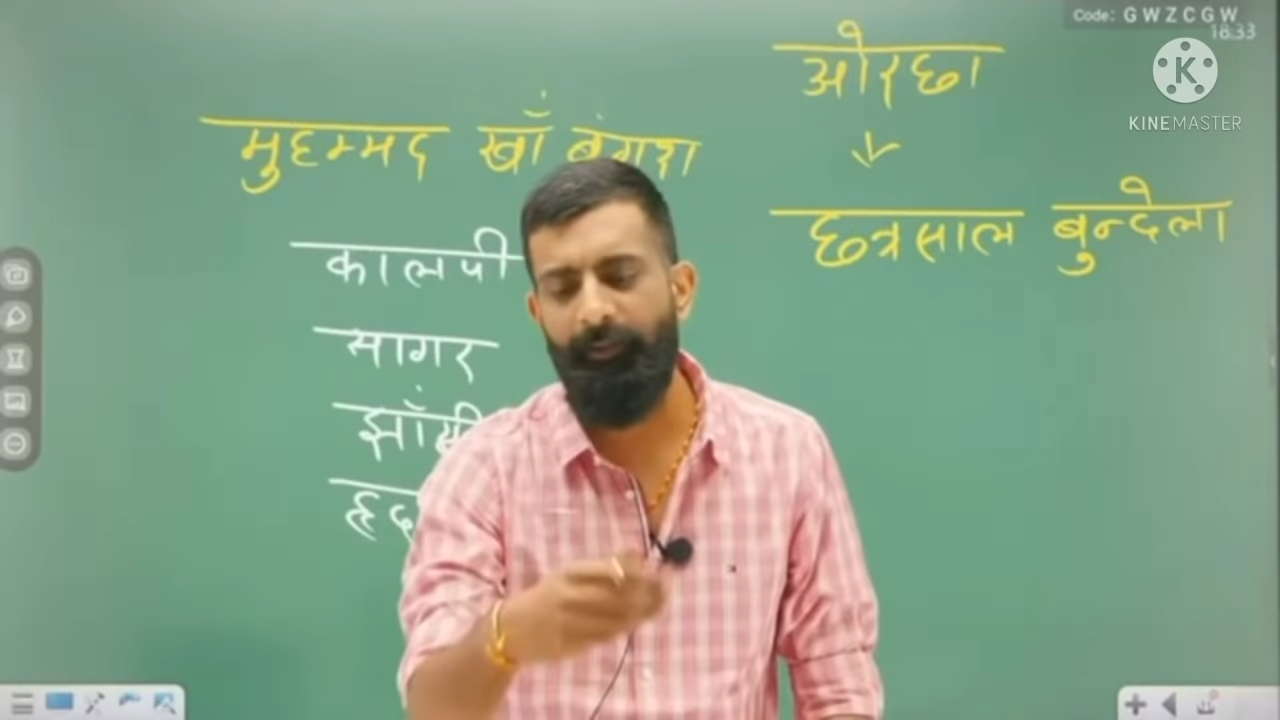 Code: GWZCGW
18:33
KINEMASTER
ओरछा
मुहम्मद खाँ बंगश
छत्रसाल बुन्देला
कालपी
सागर
झाँसी